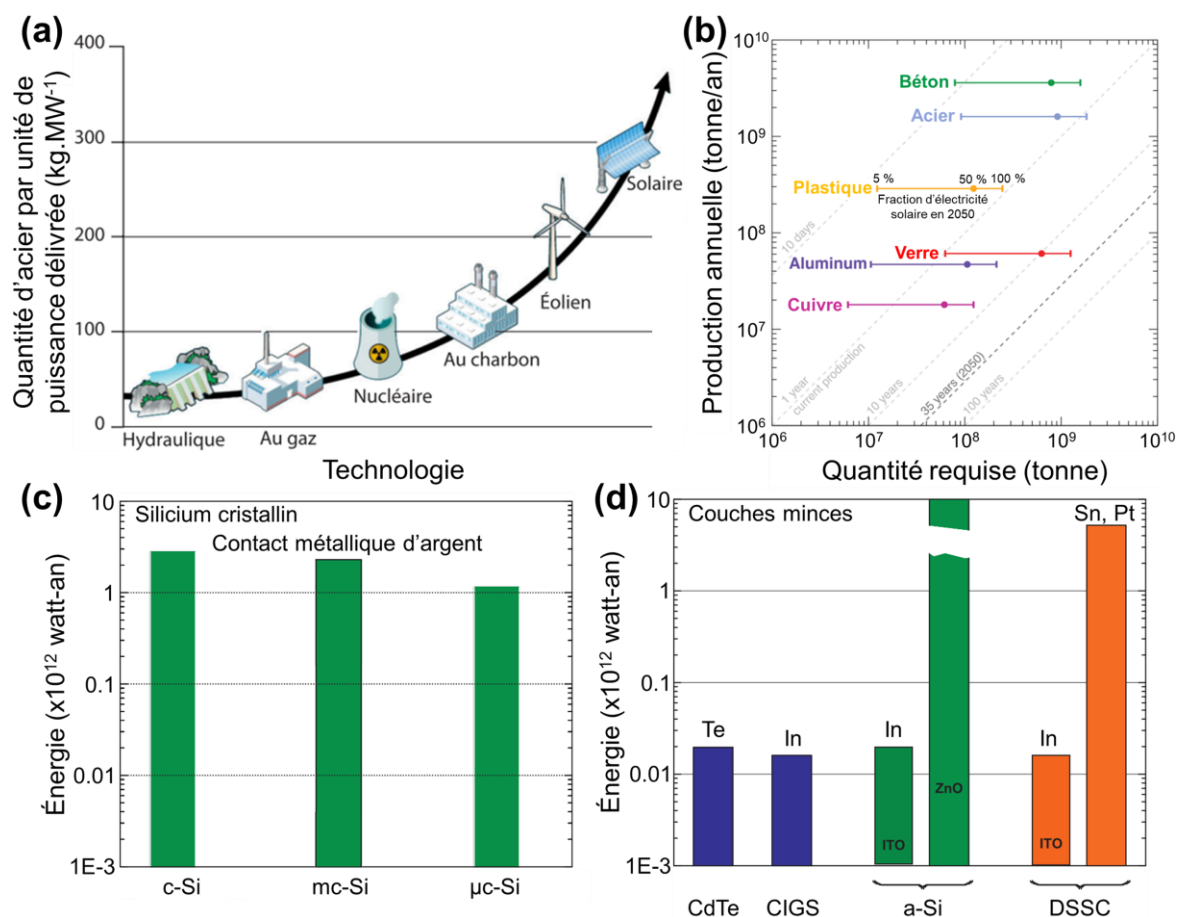 (a)
Quantité d'acier par unité de
puissance délivrée (kg.MW-1)
400
300
200
100
0
Hydraulique
Au gaz
Nucléaire
Au charbon
Éolien
Solaire
Technologie
(b)
Production annuelle (tonne/an)
10^10
10^9
10^8
10^7
10^6
Béton
Acier
Plastique
5 %
50 %
100 %
Fraction d'électricité
solaire en 2050
Verre
Aluminum
Cuivre
10 days
1 year
current production
10 years
35 years (2050)
100 years
10^6
10^7
10^8
10^9
10^10
Quantité requise (tonne)
(c)
Énergie (x10^12 watt-an)
10
1
0.1
0.01
1E-3
Silicium cristallin
Contact métallique d'argent
c-Si
mc-Si
µc-Si
(d)
Énergie (x10^12 watt-an)
10
1
0.1
0.01
1E-3
Couches minces
Sn, Pt
Te
In
In
In
ITO
ZnO
ITO
CdTe
CIGS
a-Si
DSSC